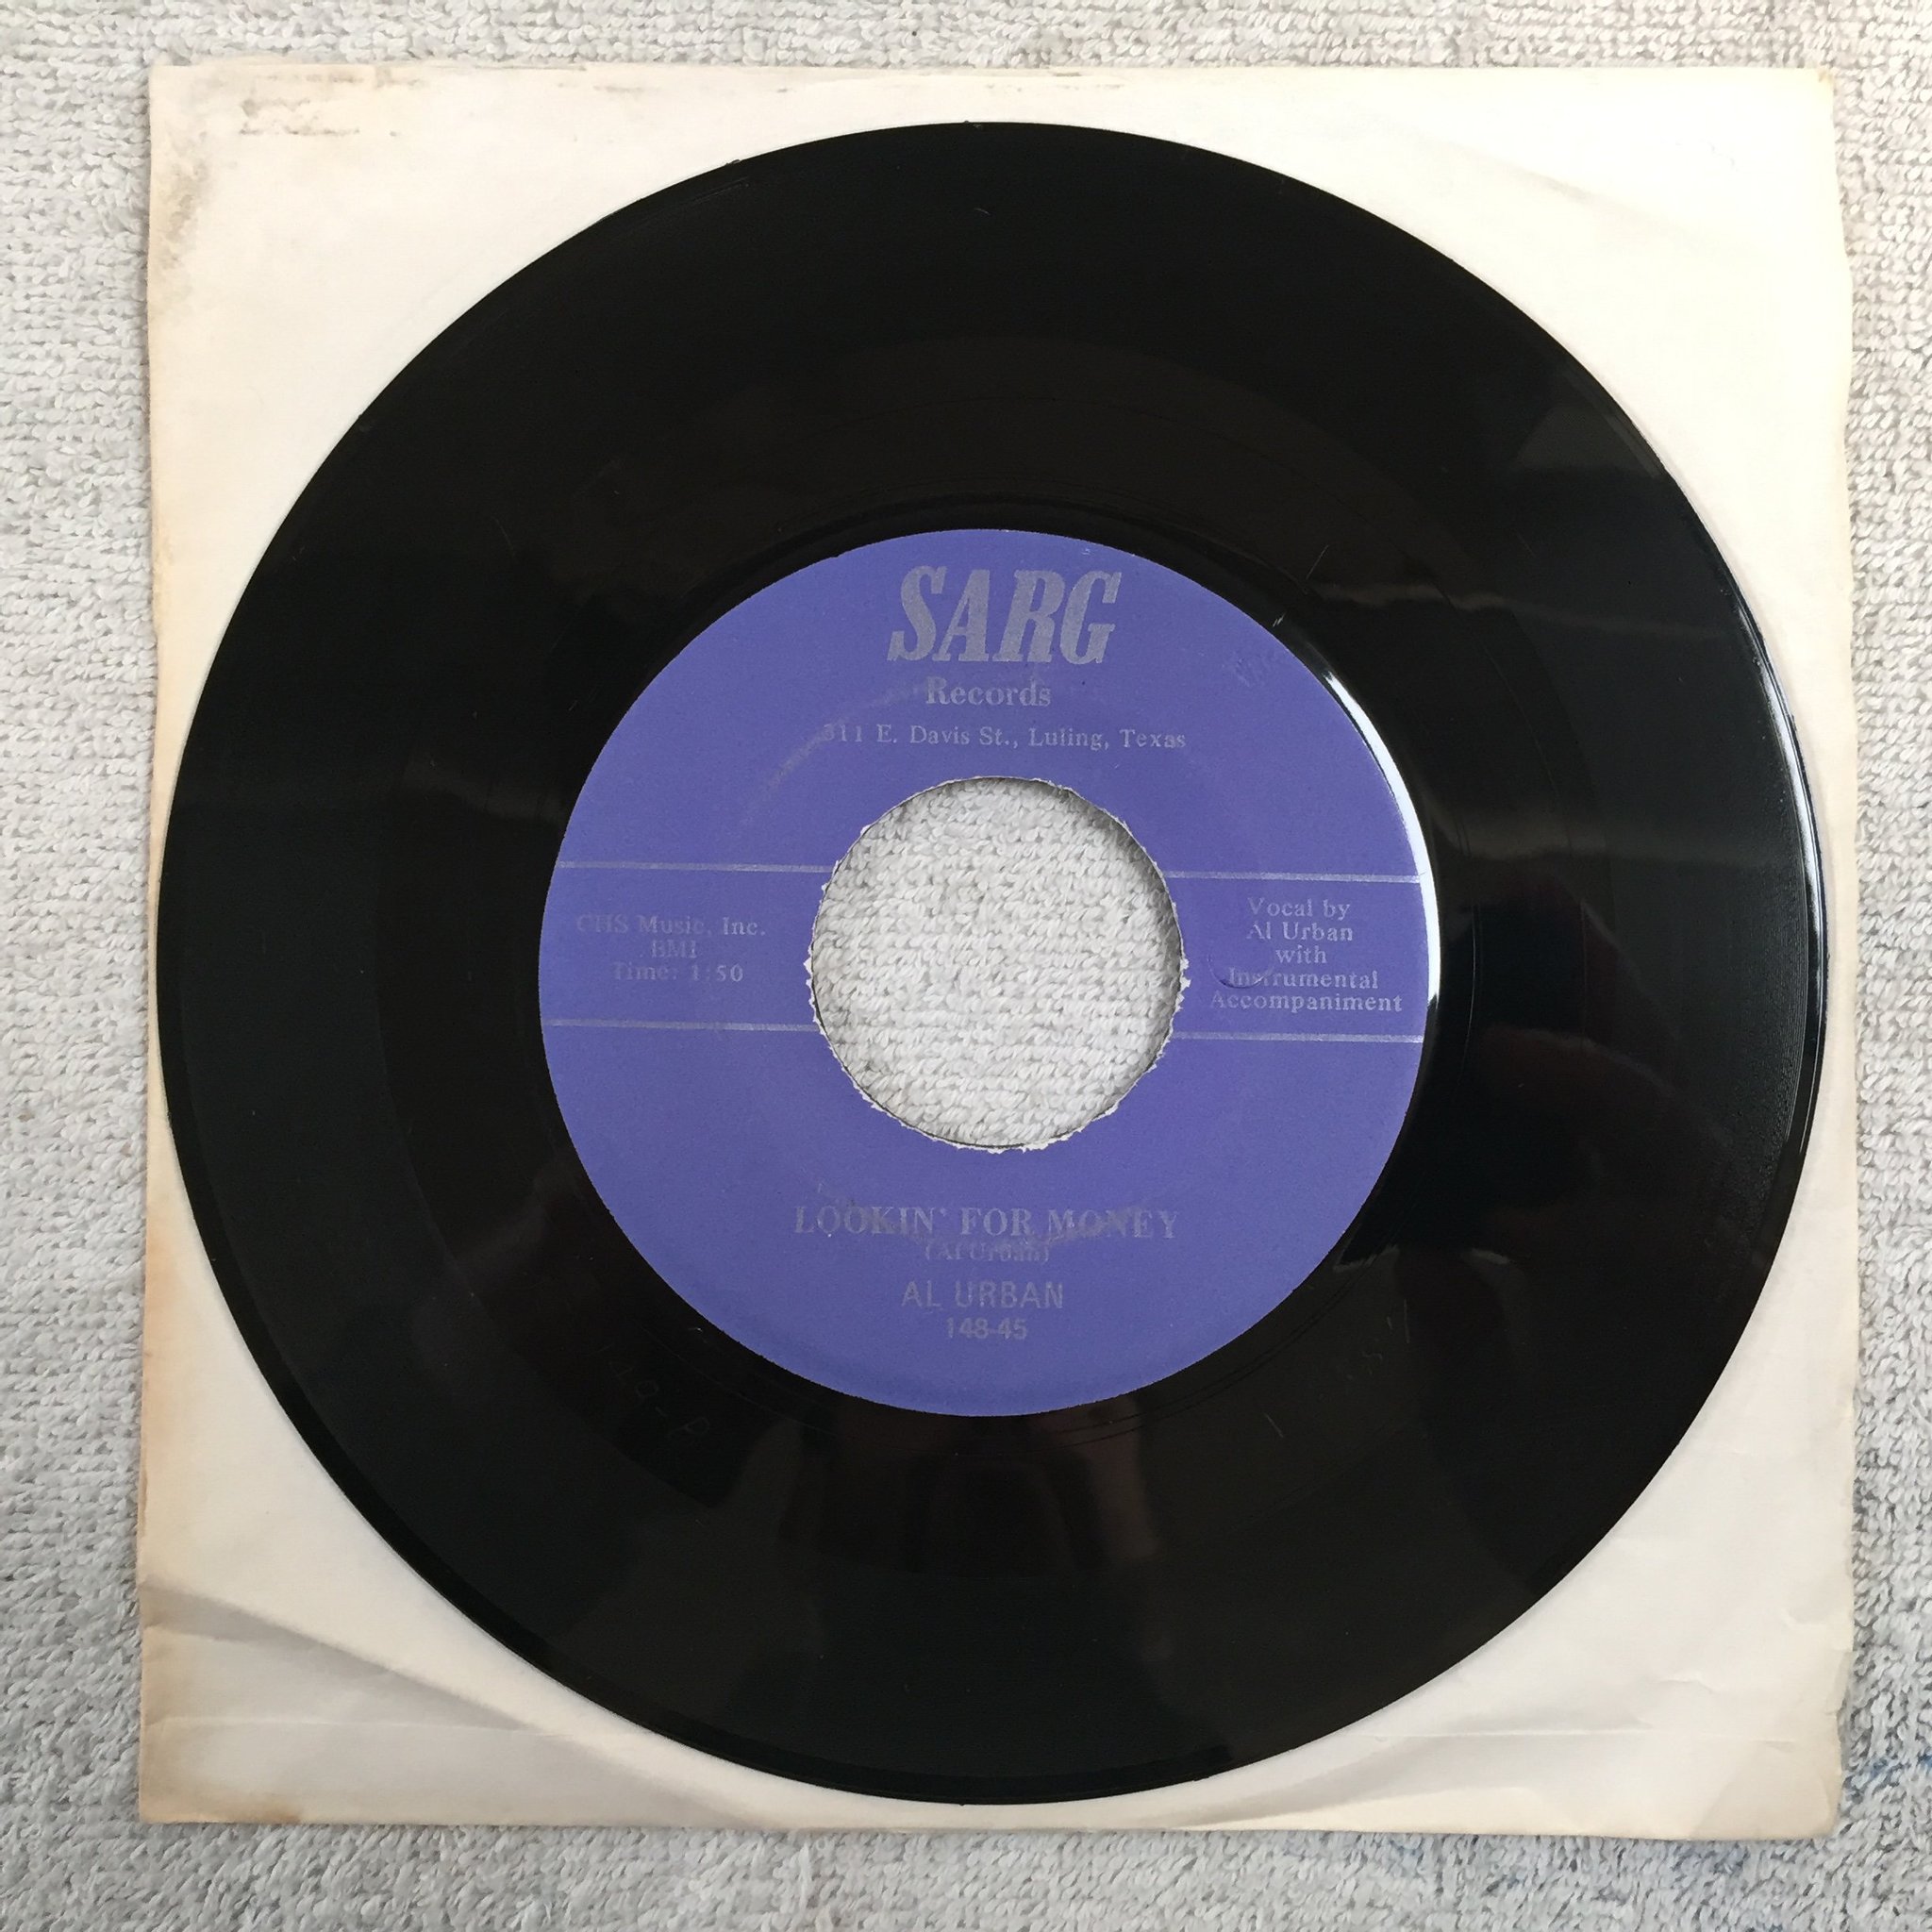 SARG
Records
311 E. Davis St., Luling, Texas
CHS Music, Inc.
BMI
Time: 1:50
Vocal by
Al Urban
with
Instrumental
Accompaniment
LOOKIN' FOR MONEY
(Al Urban)
AL URBAN
148-45